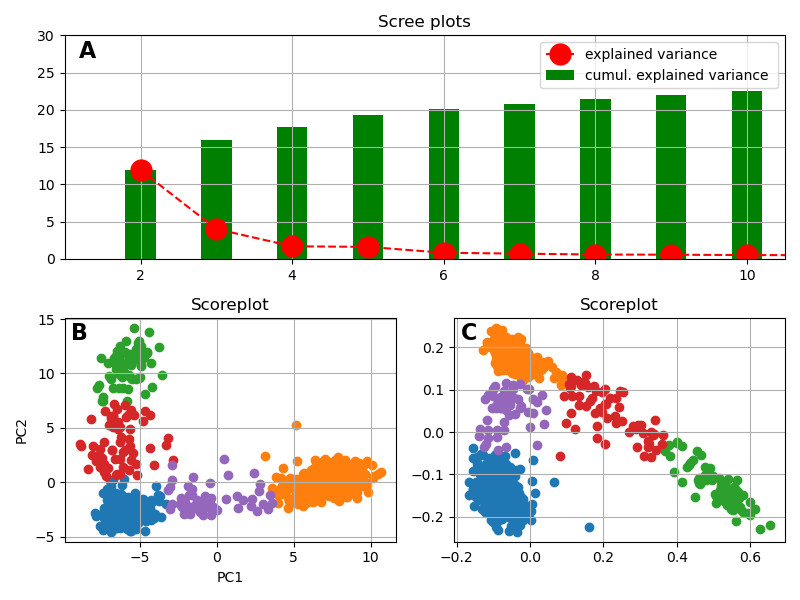 Scree plots
A
explained variance
cumul. explained variance
30
25
20
15
10
5
0
2 4 6 8 10
Scoreplot
B
PC2
15
10
5
0
−5
−5 0 5 10
PC1
Scoreplot
C
0.2
0.1
0.0
−0.1
−0.2
−0.2 0.0 0.2 0.4 0.6